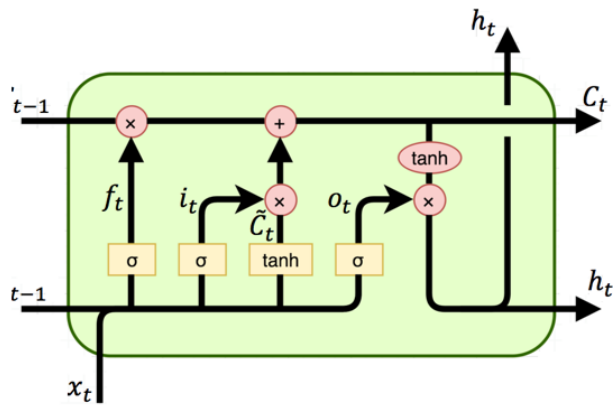 h_t
t−1 × + C_t
tanh
f_t i_t × o_t ×
C̃_t
σ σ tanh σ
t−1 h_t
x_t